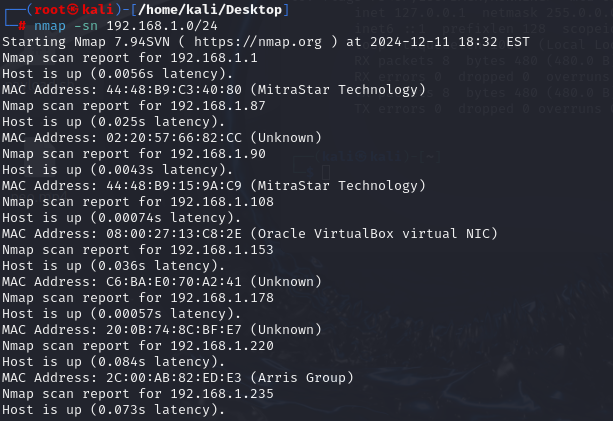 (root㉿kali)-[/home/kali/Desktop]
# nmap -sn 192.168.1.0/24
Starting Nmap 7.94SVN ( https://nmap.org ) at 2024-12-11 18:32 EST
Nmap scan report for 192.168.1.1
Host is up (0.0056s latency).
MAC Address: 44:48:B9:C3:40:80 (MitraStar Technology)
Nmap scan report for 192.168.1.87
Host is up (0.025s latency).
MAC Address: 02:20:57:66:82:CC (Unknown)
Nmap scan report for 192.168.1.90
Host is up (0.0043s latency).
MAC Address: 44:48:B9:15:9A:C9 (MitraStar Technology)
Nmap scan report for 192.168.1.108
Host is up (0.00074s latency).
MAC Address: 08:00:27:13:C8:2E (Oracle VirtualBox virtual NIC)
Nmap scan report for 192.168.1.153
Host is up (0.036s latency).
MAC Address: C6:BA:E0:70:A2:41 (Unknown)
Nmap scan report for 192.168.1.178
Host is up (0.00057s latency).
MAC Address: 20:0B:74:8C:BF:E7 (Unknown)
Nmap scan report for 192.168.1.220
Host is up (0.084s latency).
MAC Address: 2C:00:AB:82:ED:E3 (Arris Group)
Nmap scan report for 192.168.1.235
Host is up (0.073s latency).